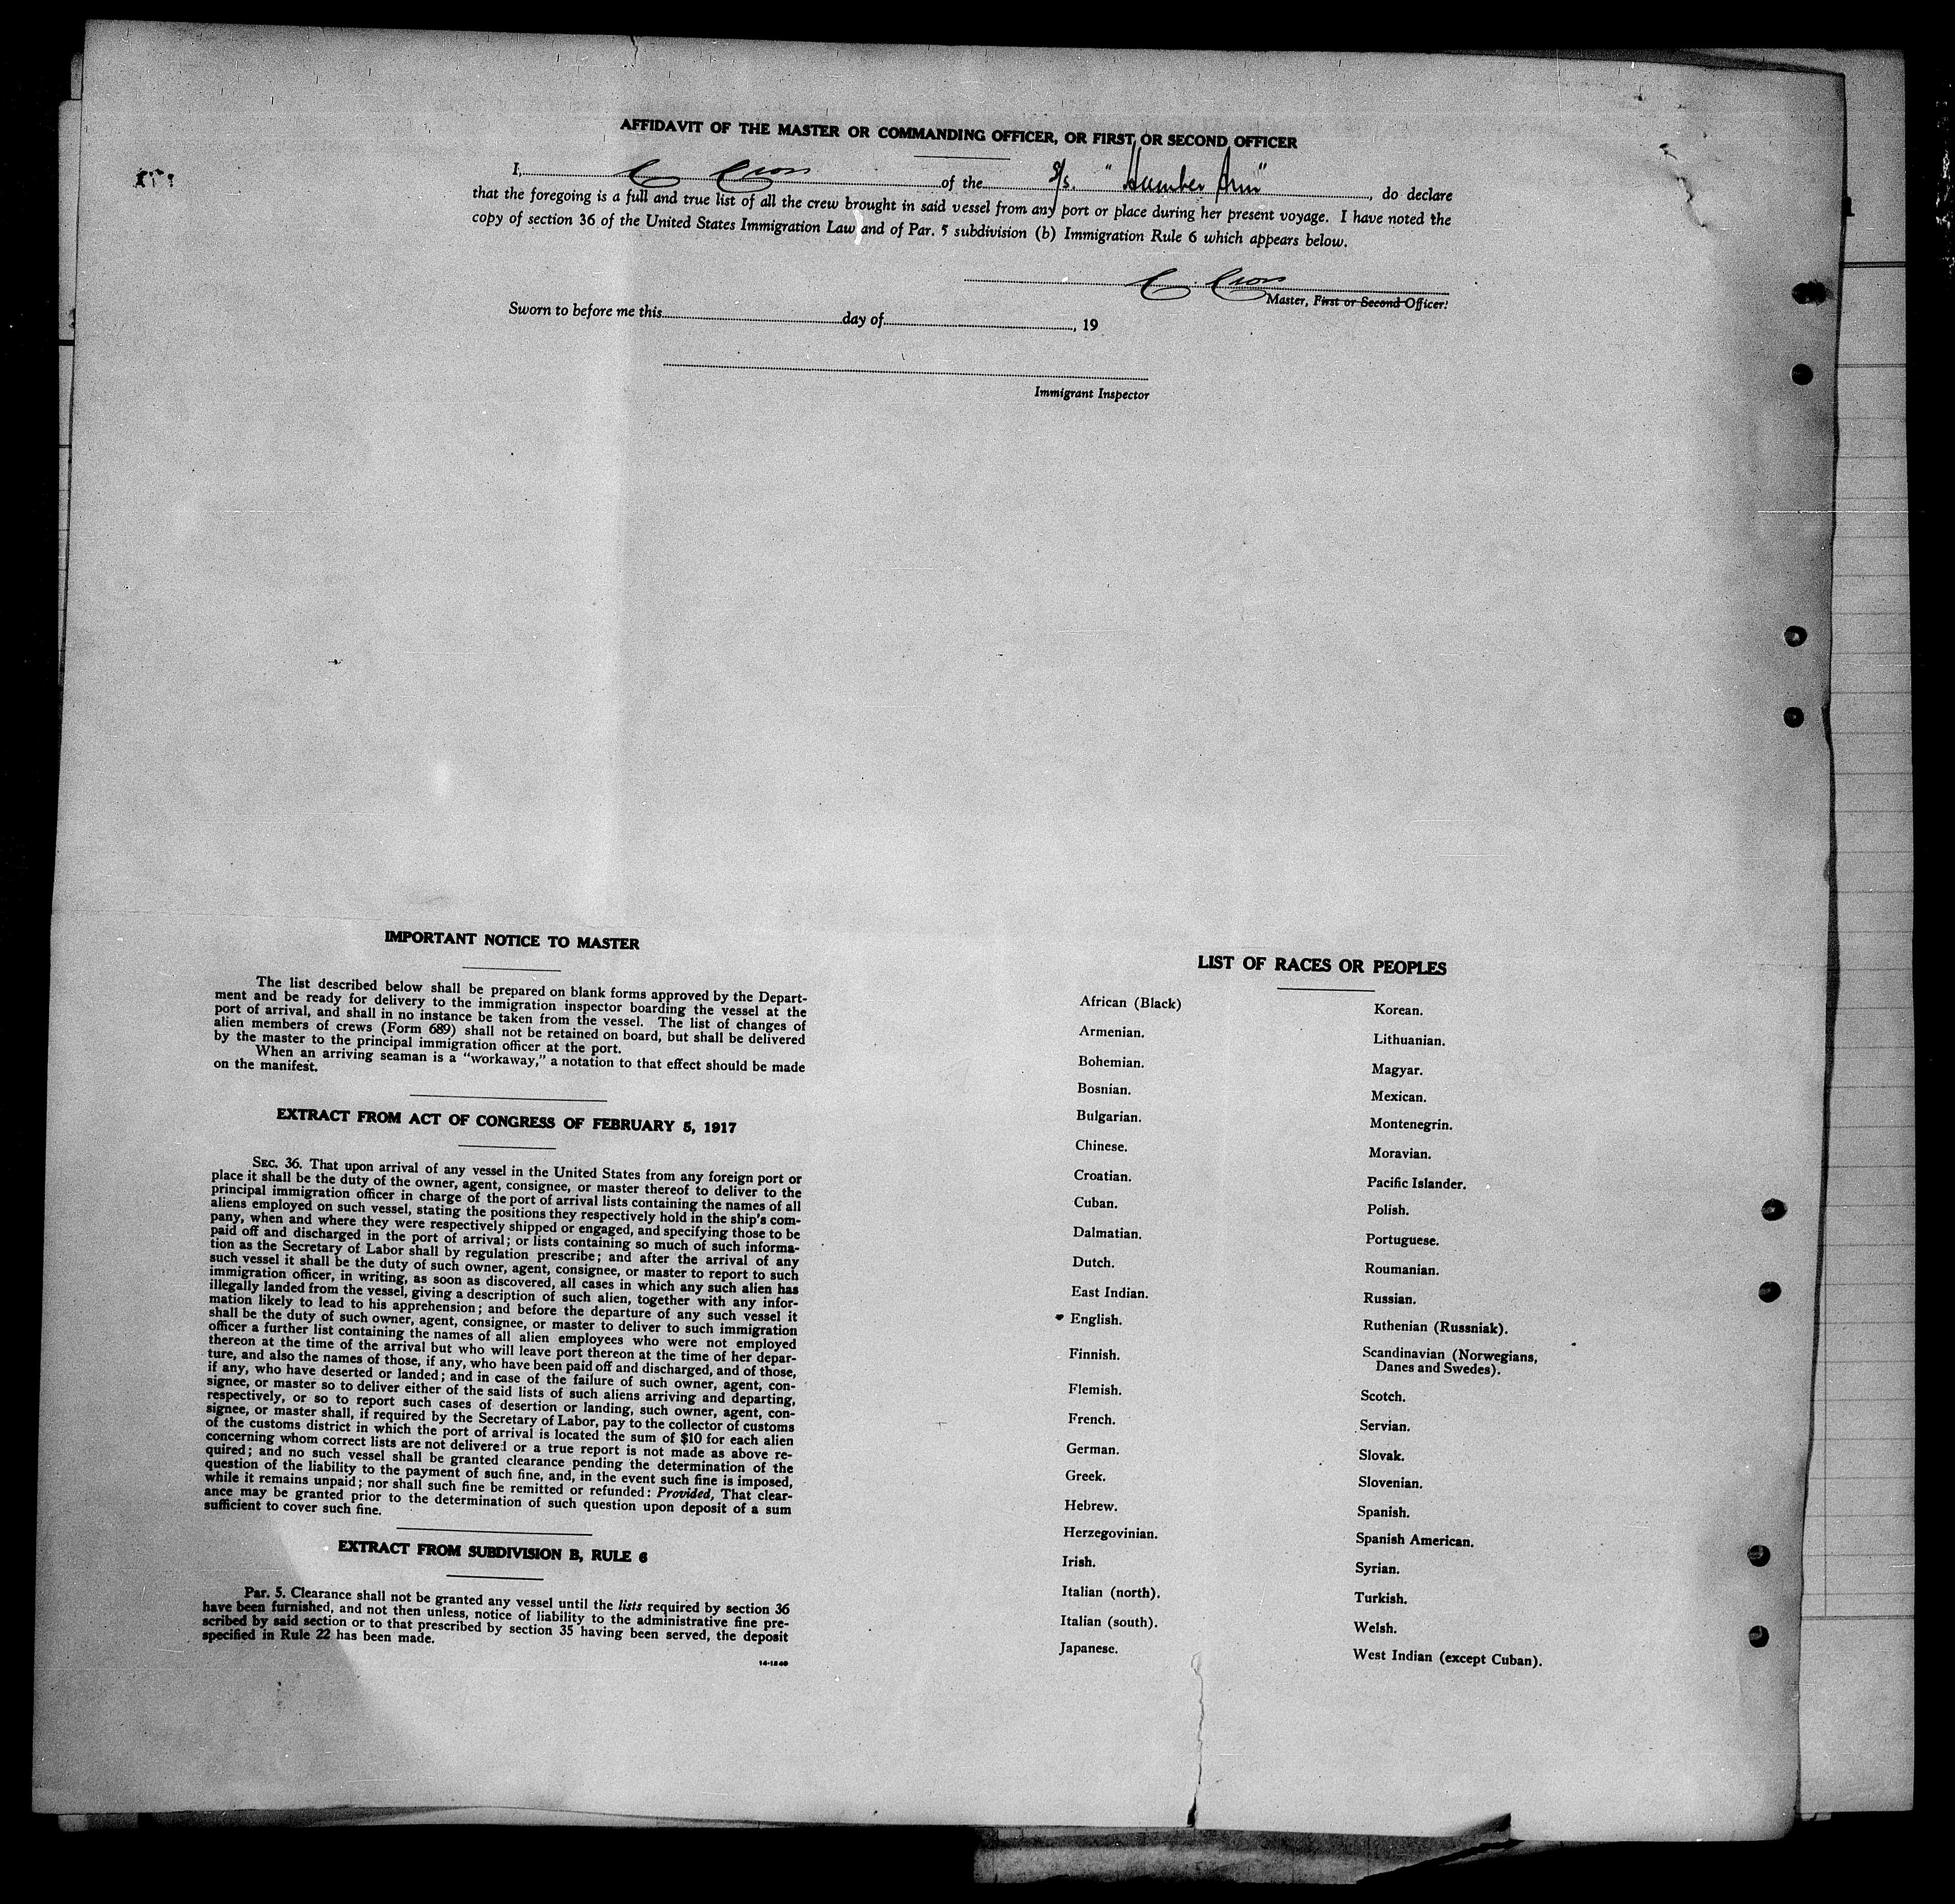 AFFIDAVIT OF THE MASTER OR COMMANDING OFFICER, OR FIRST OR SECOND OFFICER
I, C of the S/s. "Humber Arm", do declare
that the foregoing is a full and true list of all the crew brought in said vessel from any port or place during her present voyage. I have noted the
copy of section 36 of the United States Immigration Law and of Par. 5 subdivision (b) Immigration Rule 6 which appears below.
C.
Master, First or Second Officer.
Sworn to before me this day of , 19
Immigrant Inspector
IMPORTANT NOTICE TO MASTER
The list described below shall be prepared on blank forms approved by the Depart-
ment and be ready for delivery to the immigration inspector boarding the vessel at the
port of arrival, and shall in no instance be taken from the vessel. The list of changes of
alien members of crews (Form 689) shall not be retained on board, but shall be delivered
by the master to the principal immigration officer at the port.
When an arriving seaman is a "workaway," a notation to that effect should be made
on the manifest.
EXTRACT FROM ACT OF CONGRESS OF FEBRUARY 5, 1917
SEC. 36. That upon arrival of any vessel in the United States from any foreign port or
place it shall be the duty of the owner, agent, consignee, or master thereof to deliver to the
principal immigration officer in charge of the port of arrival lists containing the names of all
aliens employed on such vessel, stating the positions they respectively hold in the ship's com-
pany, when and where they were respectively shipped or engaged, and specifying those to be
paid off and discharged in the port of arrival; or lists containing so much of such informa-
tion as the Secretary of Labor shall by regulation prescribe; and after the arrival of any
such vessel it shall be the duty of such owner, agent, consignee, or master to report to such
immigration officer, in writing, as soon as discovered, all cases in which any such alien has
illegally landed from the vessel, giving a description of such alien, together with any infor-
mation likely to lead to his apprehension; and before the departure of any such vessel it
shall be the duty of such owner, agent, consignee, or master to deliver to such immigration
officer a further list containing the names of all alien employees who were not employed
thereon at the time of the arrival but who will leave port thereon at the time of her depar-
ture, and also the names of those, if any, who have been paid off and discharged, and of those,
if any, who have deserted or landed; and in case of the failure of such owner, agent, con-
signee, or master so to deliver either of the said lists of such aliens arriving and departing,
respectively, or so to report such cases of desertion or landing, such owner, agent, con-
signee, or master shall, if required by the Secretary of Labor, pay to the collector of customs
of the customs district in which the port of arrival is located the sum of $10 for each alien
concerning whom correct lists are not delivered or a true report is not made as above re-
quired; and no such vessel shall be granted clearance pending the determination of the
question of the liability to the payment of such fine, and, in the event such fine is imposed,
while it remains unpaid; nor shall such fine be remitted or refunded: Provided, That clear-
ance may be granted prior to the determination of such question upon deposit of a sum
sufficient to cover such fine.
EXTRACT FROM SUBDIVISION B, RULE 6
Par. 5. Clearance shall not be granted any vessel until the lists required by section 36
have been furnished, and not then unless, notice of liability to the administrative fine pre-
scribed by said section or to that prescribed by section 35 having been served, the deposit
specified in Rule 22 has been made.
LIST OF RACES OR PEOPLES
African (Black)
Armenian.
Bohemian.
Bosnian.
Bulgarian.
Chinese.
Croatian.
Cuban.
Dalmatian.
Dutch.
East Indian.
English.
Finnish.
Flemish.
French.
German.
Greek.
Hebrew.
Herzegovinian.
Irish.
Italian (north).
Italian (south).
Japanese.
Korean.
Lithuanian.
Magyar.
Mexican.
Montenegrin.
Moravian.
Pacific Islander.
Polish.
Portuguese.
Roumanian.
Russian.
Ruthenian (Russniak).
Scandinavian (Norwegians,
Danes and Swedes).
Scotch.
Servian.
Slovak.
Slovenian.
Spanish.
Spanish American.
Syrian.
Turkish.
Welsh.
West Indian (except Cuban).